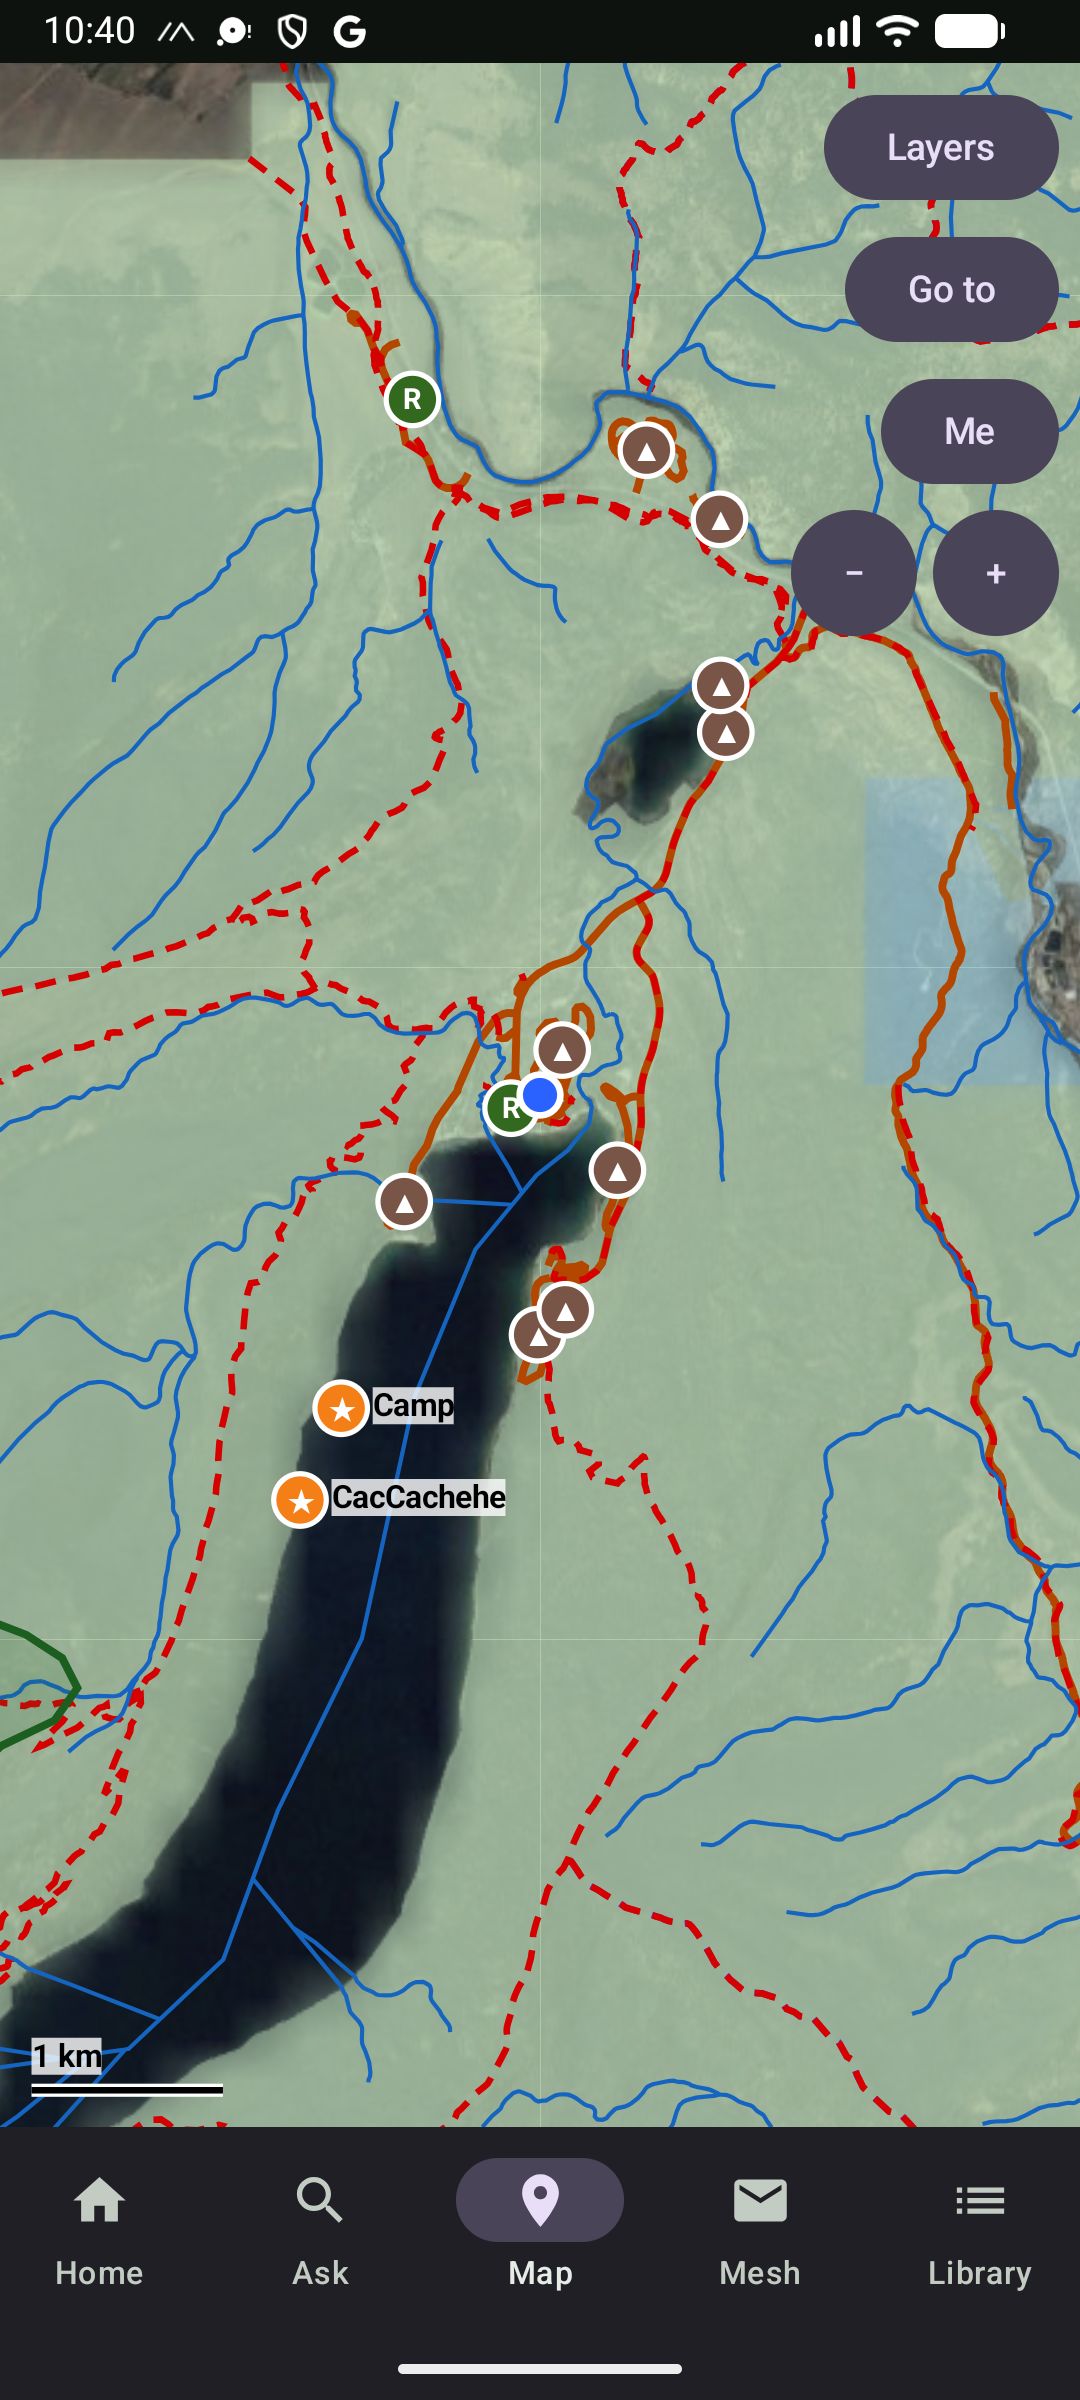 10:40
Layers
Go to
R
Me
−
+
R
Camp
CacCachehe
1 km
Home
Ask
Map
Mesh
Library